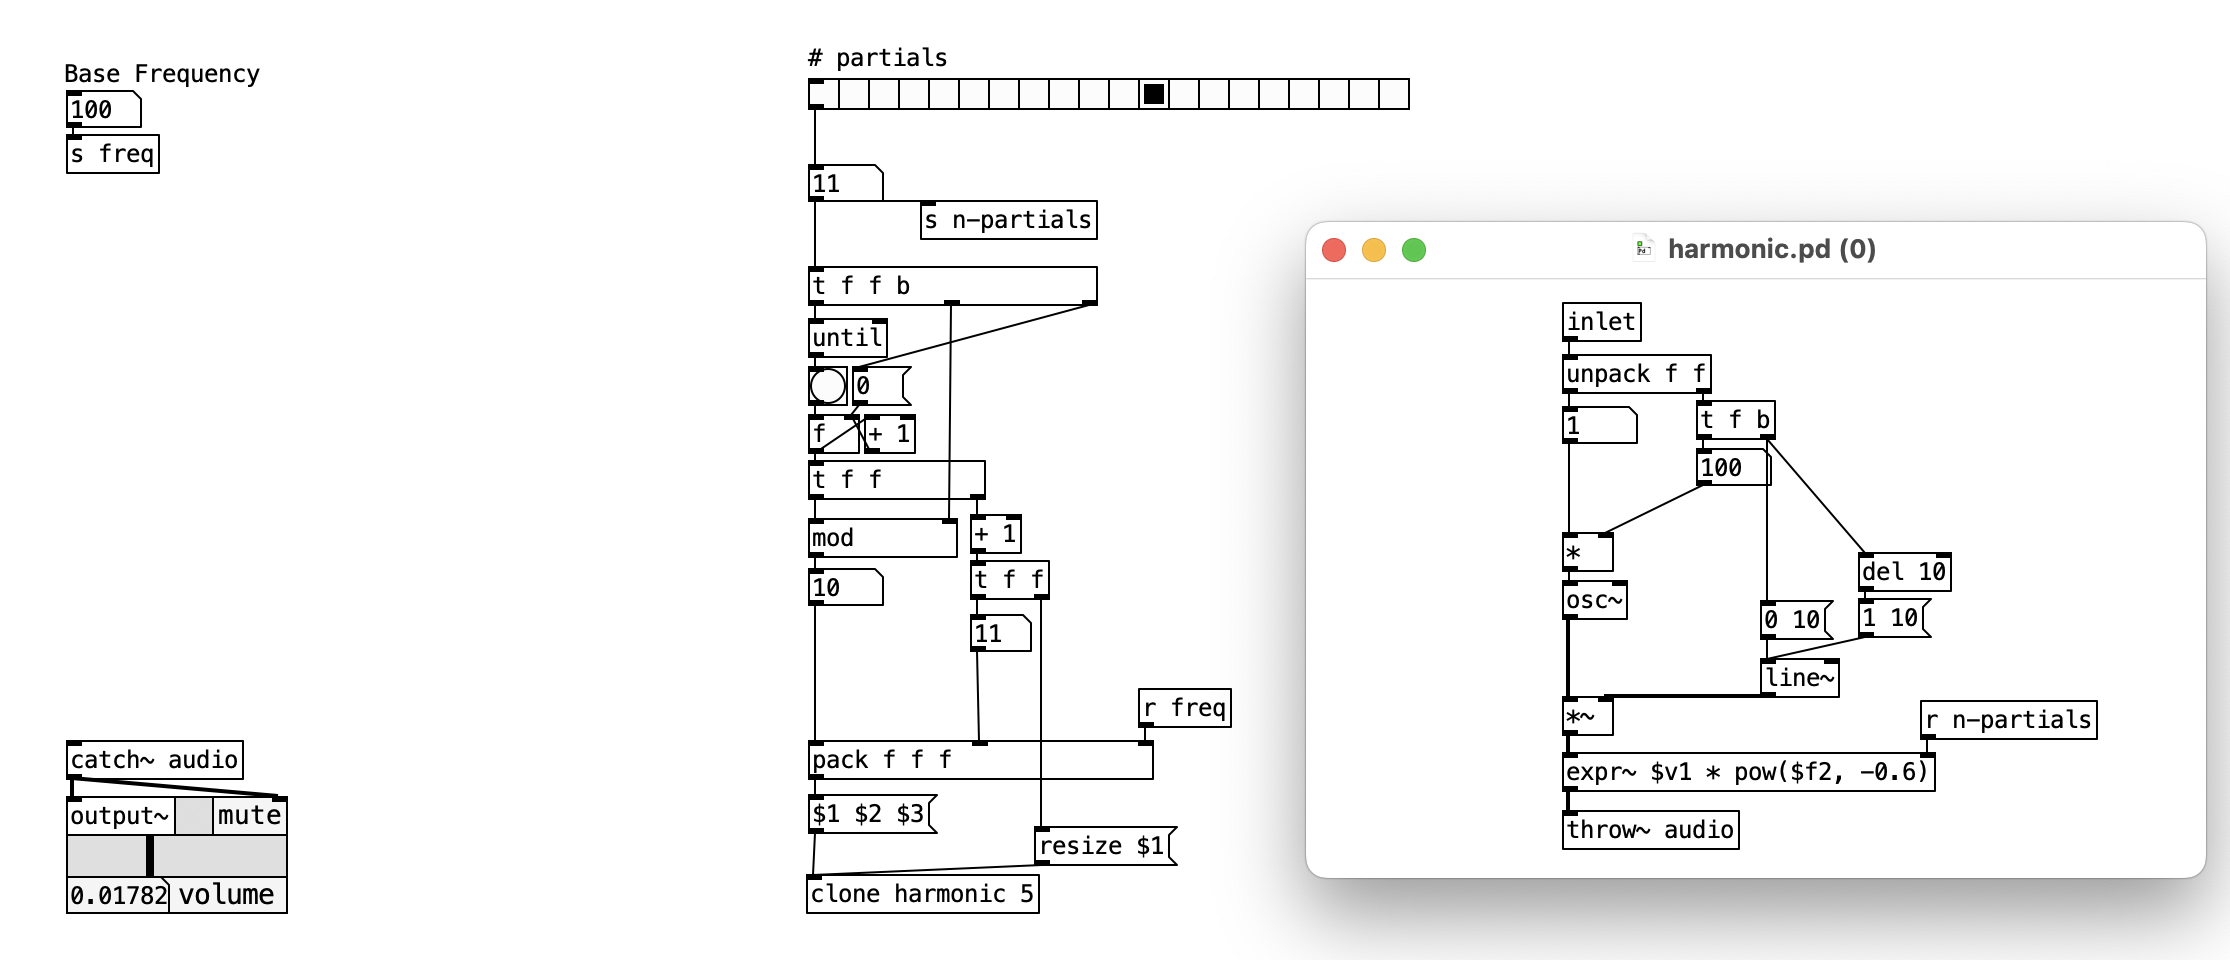 Base Frequency
100
s freq
catch~ audio
output~
mute
0.01782
volume
# partials
11
s n-partials
t f f b
until
0
f
+ 1
t f f
mod
+ 1
10
t f f
11
r freq
pack f f f
$1 $2 $3
resize $1
clone harmonic 5
harmonic.pd (0)
inlet
unpack f f
1
t f b
100
*
del 10
osc~
0 10
1 10
line~
*~
r n-partials
expr~ $v1 * pow($f2, -0.6)
throw~ audio